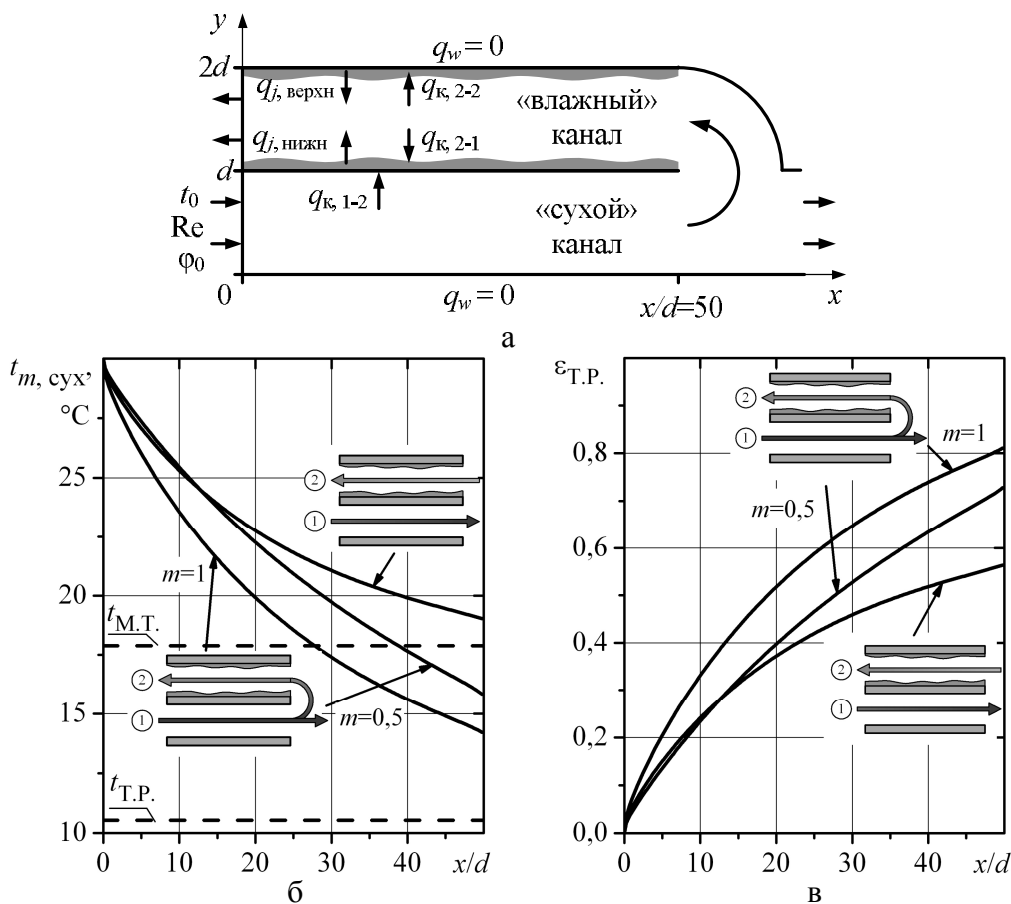 y
q_w = 0
2d
q_j, верхн
q_к, 2-2
«влажный»
канал
q_j, нижн
q_к, 2-1
d
t_0
q_к, 1-2
Re
«сухой»
канал
φ_0
0
q_w = 0
x/d=50
x
а
t_m, сух,
°C
25
20
15
10
t_М.Т.
t_Т.Р.
2
1
m=1
2
1
m=0,5
0
10
20
30
40
x/d
б
ε_Т.Р.
0,8
0,6
0,4
0,2
0,0
2
1
m=1
m=0,5
2
1
0
10
20
30
40
x/d
в